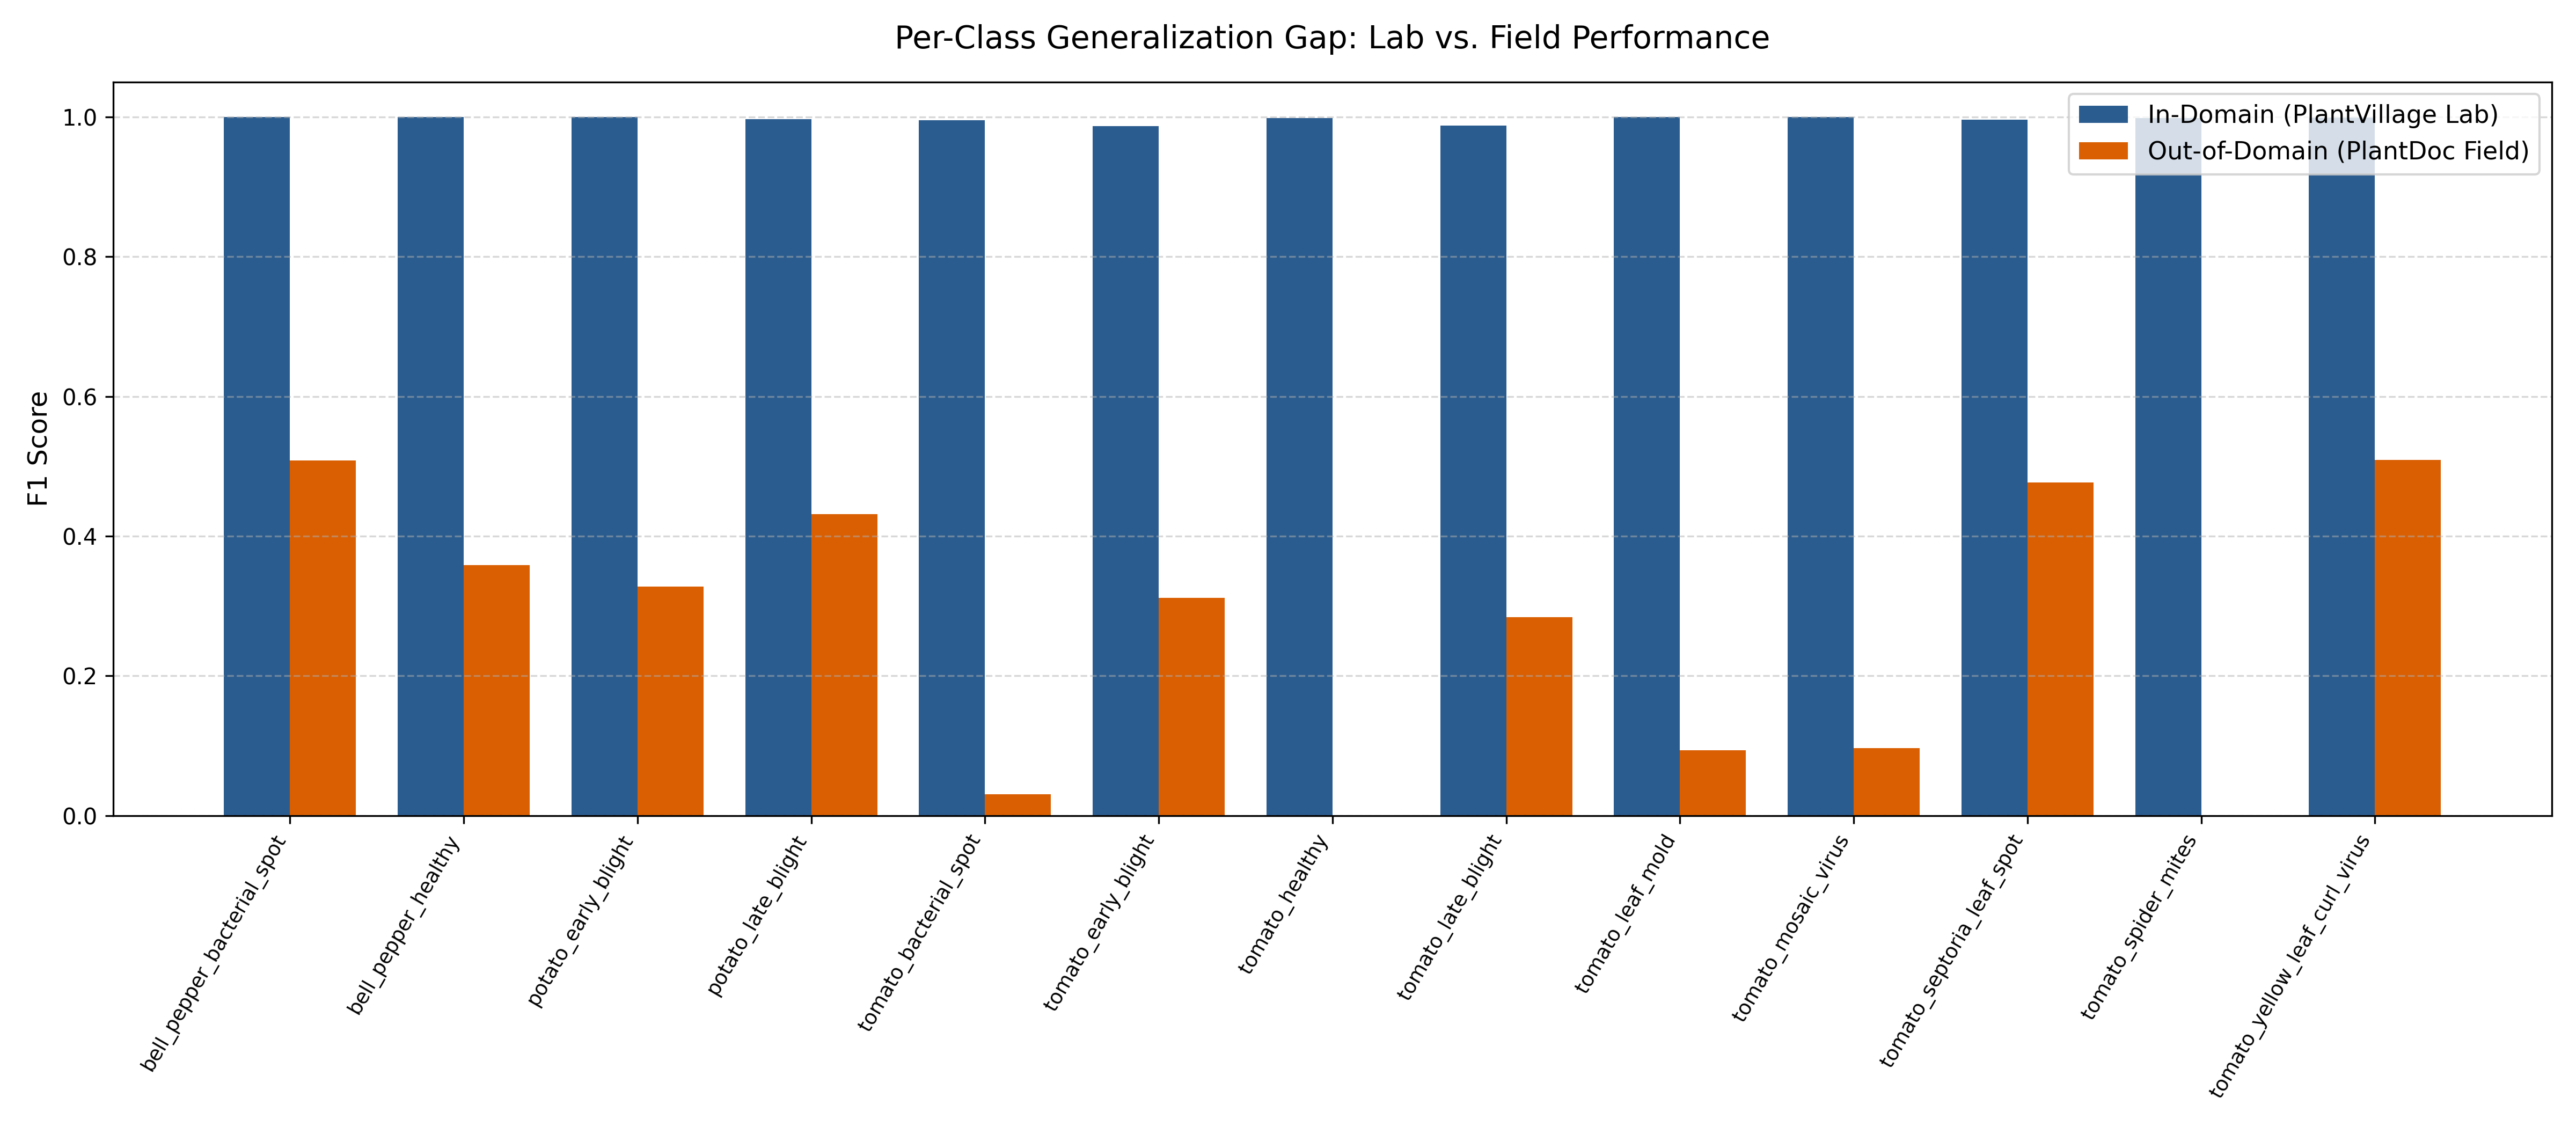 Per-Class Generalization Gap: Lab vs. Field Performance
In-Domain (PlantVillage Lab)
Out-of-Domain (PlantDoc Field)
F1 Score
1.0
0.8
0.6
0.4
0.2
0.0
bell_pepper_bacterial_spot
bell_pepper_healthy
potato_early_blight
potato_late_blight
tomato_bacterial_spot
tomato_early_blight
tomato_healthy
tomato_late_blight
tomato_leaf_mold
tomato_mosaic_virus
tomato_septoria_leaf_spot
tomato_spider_mites
tomato_yellow_leaf_curl_virus